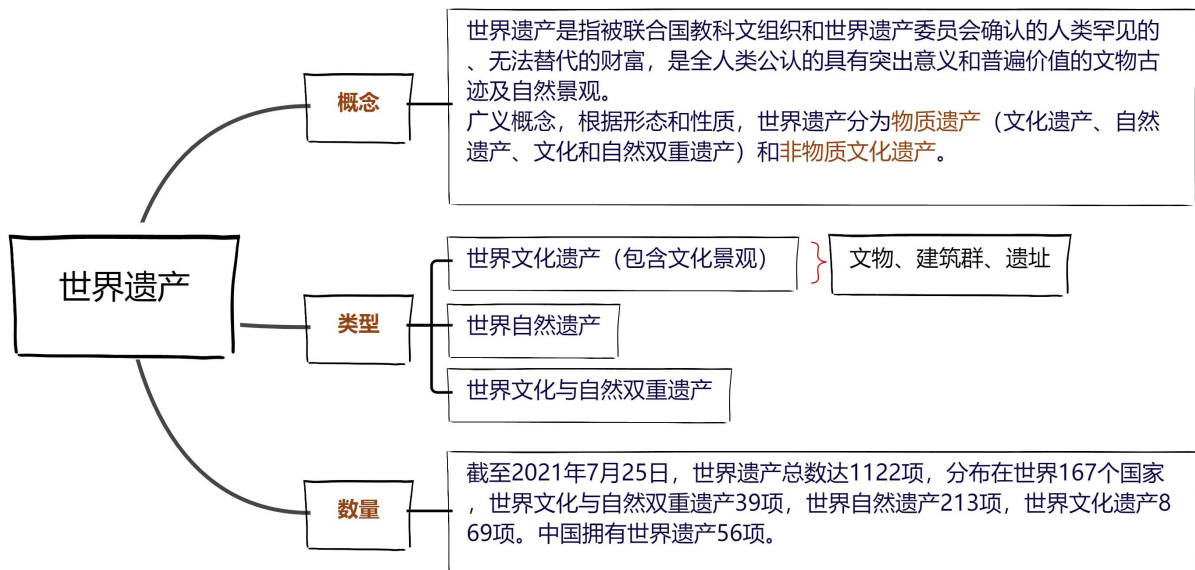 世界遗产是指被联合国教科文组织和世界遗产委员会确认的人类罕见的
、无法替代的财富，是全人类公认的具有突出意义和普遍价值的文物古
迹及自然景观。
广义概念，根据形态和性质，世界遗产分为物质遗产（文化遗产、自然
遗产、文化和自然双重遗产）和非物质文化遗产。
概念
世界遗产
类型
世界文化遗产（包含文化景观）
文物、建筑群、遗址
世界自然遗产
世界文化与自然双重遗产
数量
截至2021年7月25日，世界遗产总数达1122项，分布在世界167个国家
，世界文化与自然双重遗产39项，世界自然遗产213项，世界文化遗产8
69项。中国拥有世界遗产56项。